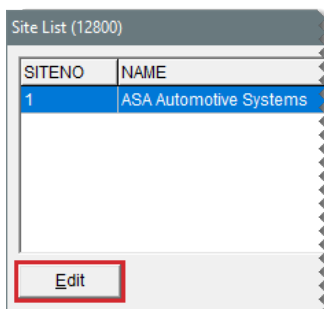 Site List (12800)
SITENO NAME
1 ASA Automotive Systems
Edit